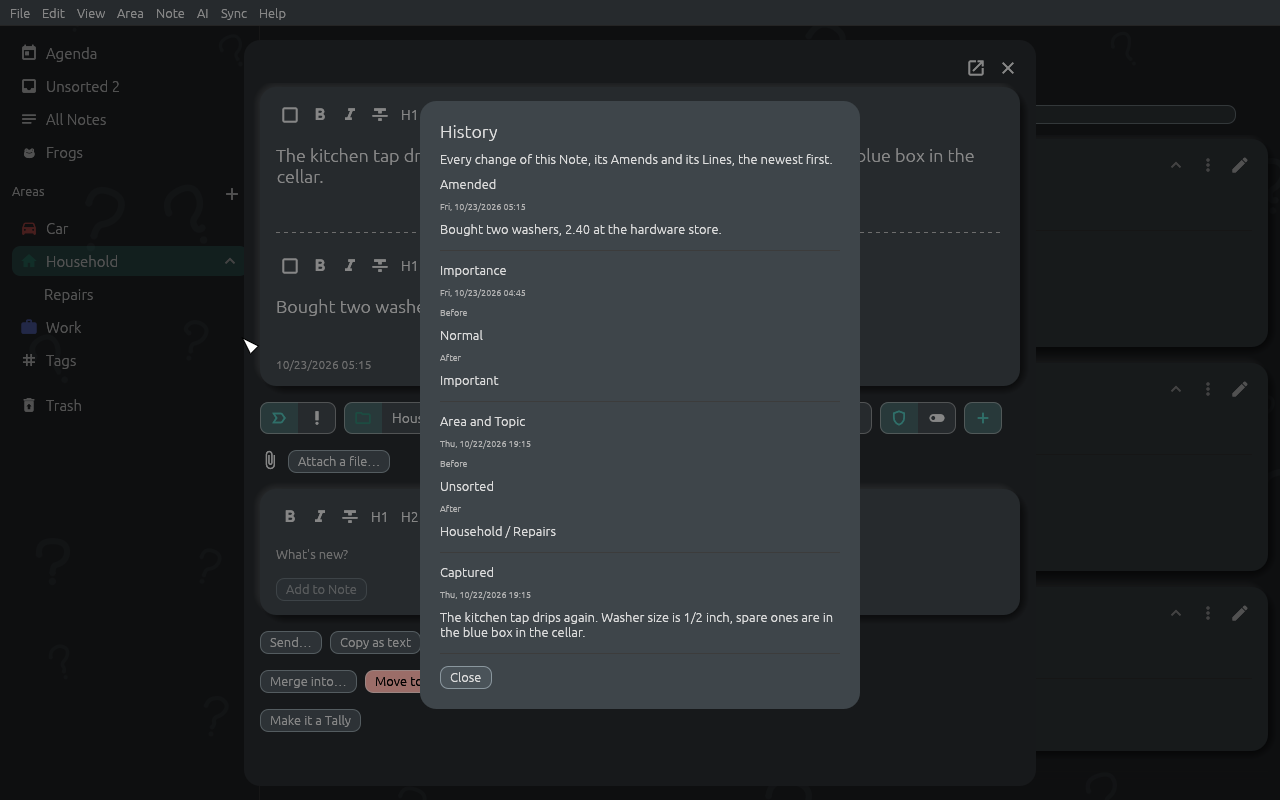 File Edit View Area Note AI Sync Help
Agenda
Unsorted 2
All Notes
Frogs
Areas
Car
Household
Repairs
Work
Tags
Trash
B I H1
The kitchen tap dr
blue box in the
cellar.
B I H1
Bought two washe
10/23/2026 05:15
Hous
Attach a file…
B I H1 H2
What's new?
Add to Note
Send… Copy as text
Merge into… Move to
Make it a Tally
History
Every change of this Note, its Amends and its Lines, the newest first.
Amended
Fri, 10/23/2026 05:15
Bought two washers, 2.40 at the hardware store.
Importance
Fri, 10/23/2026 04:45
Before
Normal
After
Important
Area and Topic
Thu, 10/22/2026 19:15
Before
Unsorted
After
Household / Repairs
Captured
Thu, 10/22/2026 19:15
The kitchen tap drips again. Washer size is 1/2 inch, spare ones are in
the blue box in the cellar.
Close